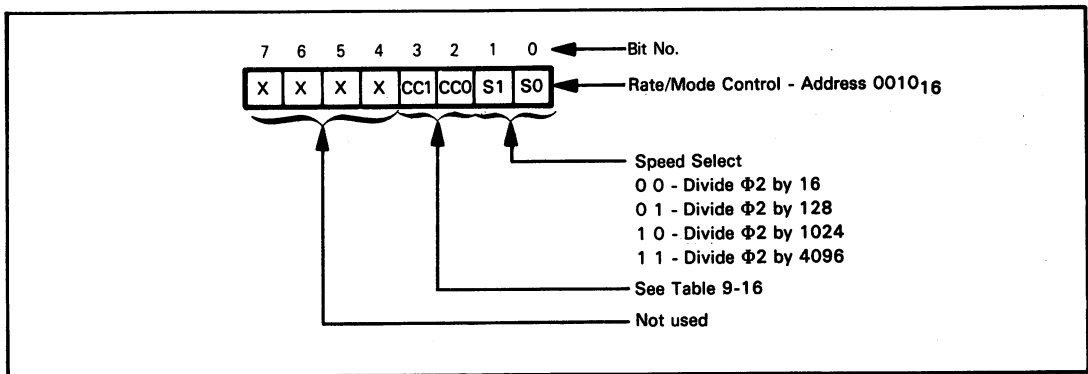 7 6 5 4 3 2 1 0 Bit No.
X X X X CC1 CC0 S1 S0 Rate/Mode Control - Address 0010₁₆
Speed Select
0 0 - Divide Φ2 by 16
0 1 - Divide Φ2 by 128
1 0 - Divide Φ2 by 1024
1 1 - Divide Φ2 by 4096
See Table 9-16
Not used